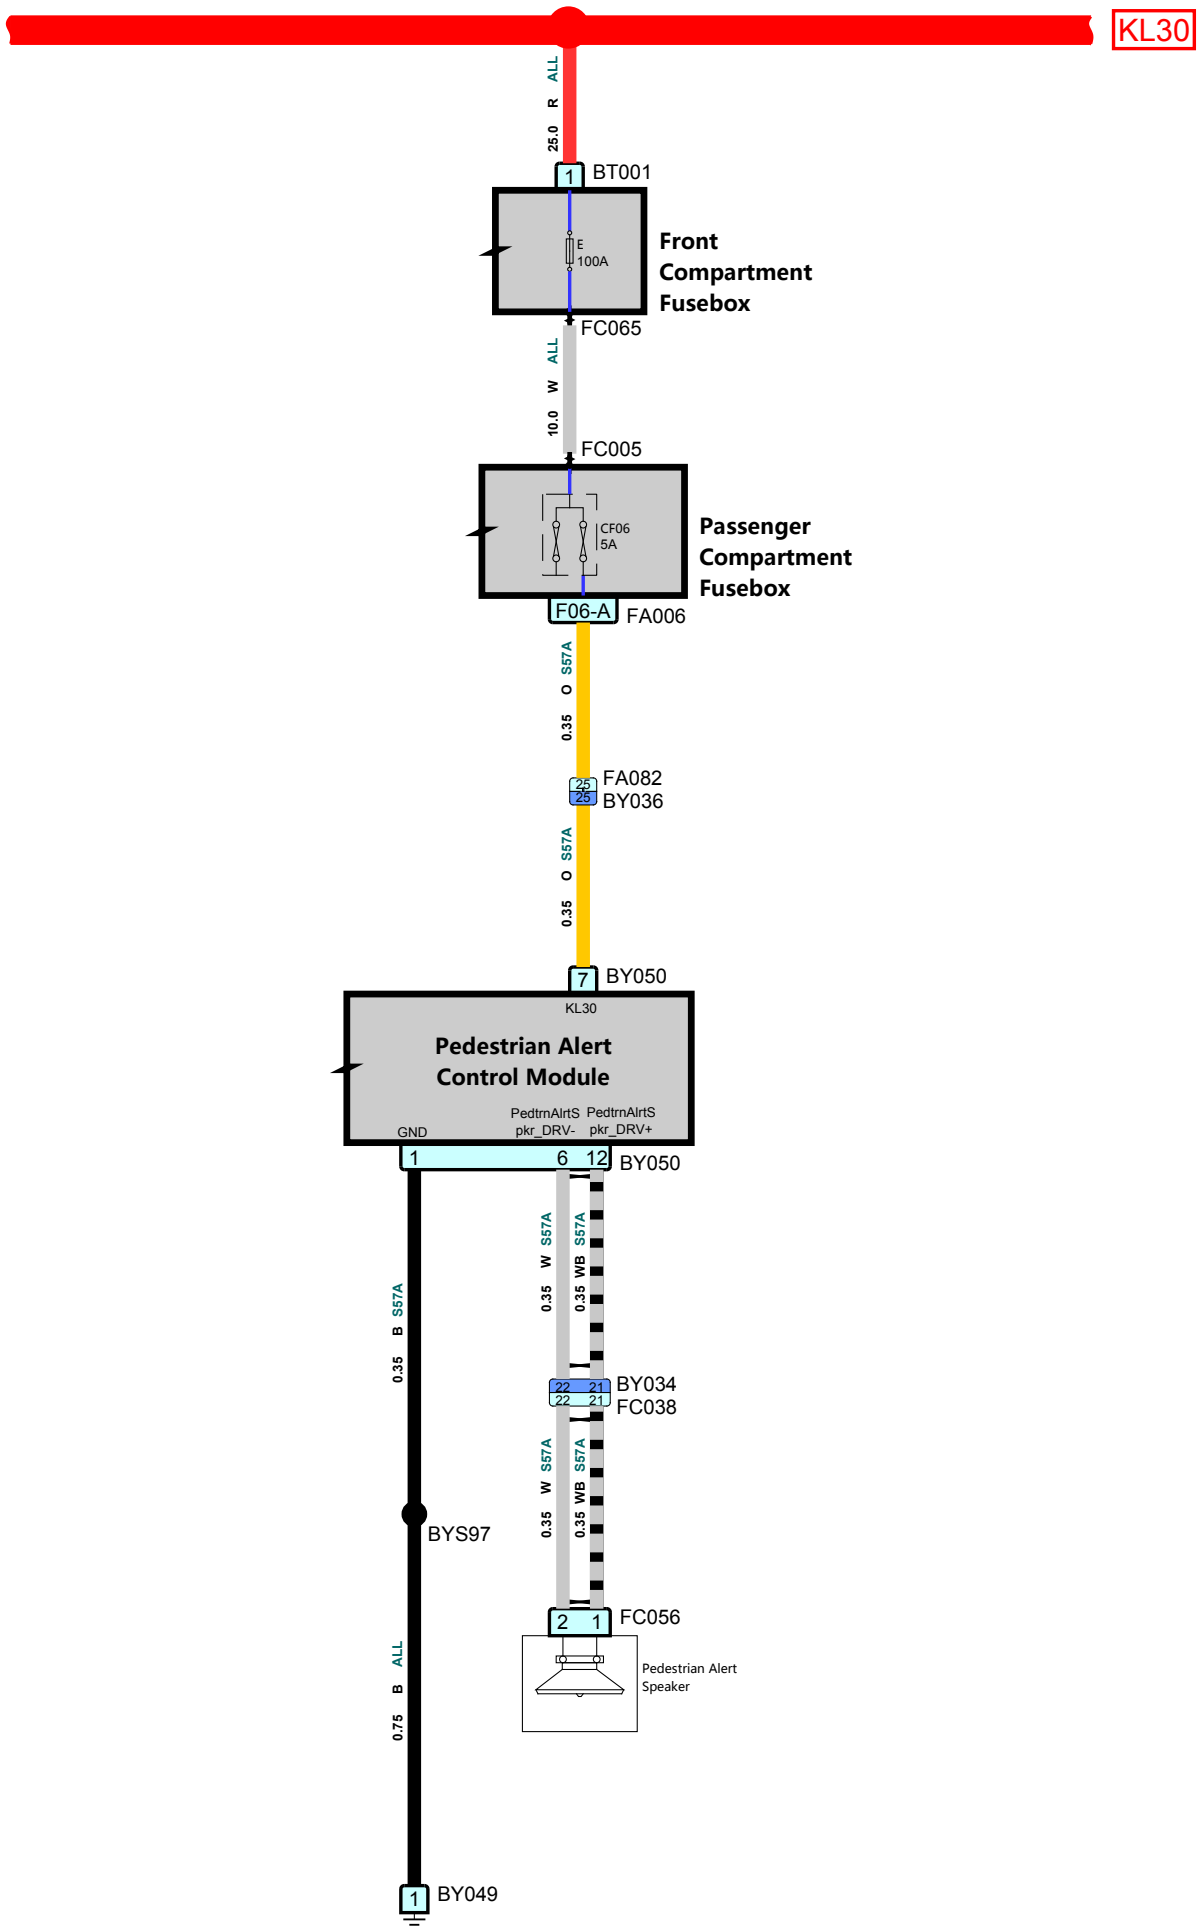 KL30
25.0 R ALL
1 BT001
E
100A
Front
Compartment
Fusebox
FC065
10.0 W ALL
FC005
CF06
5A
Passenger
Compartment
Fusebox
F06-A FA006
0.35 O S57A
25 FA082
25 BY036
0.35 O S57A
7 BY050
KL30
Pedestrian Alert
Control Module
PedtrnAlrtS PedtrnAlrtS
GND pkr_DRV- pkr_DRV+
1 6 12 BY050
0.35 W S57A
0.35 WB S57A
0.35 B S57A
22 21 BY034
22 21 FC038
0.35 W S57A
0.35 WB S57A
BYS97
2 1 FC056
Pedestrian Alert
Speaker
0.75 B ALL
1 BY049